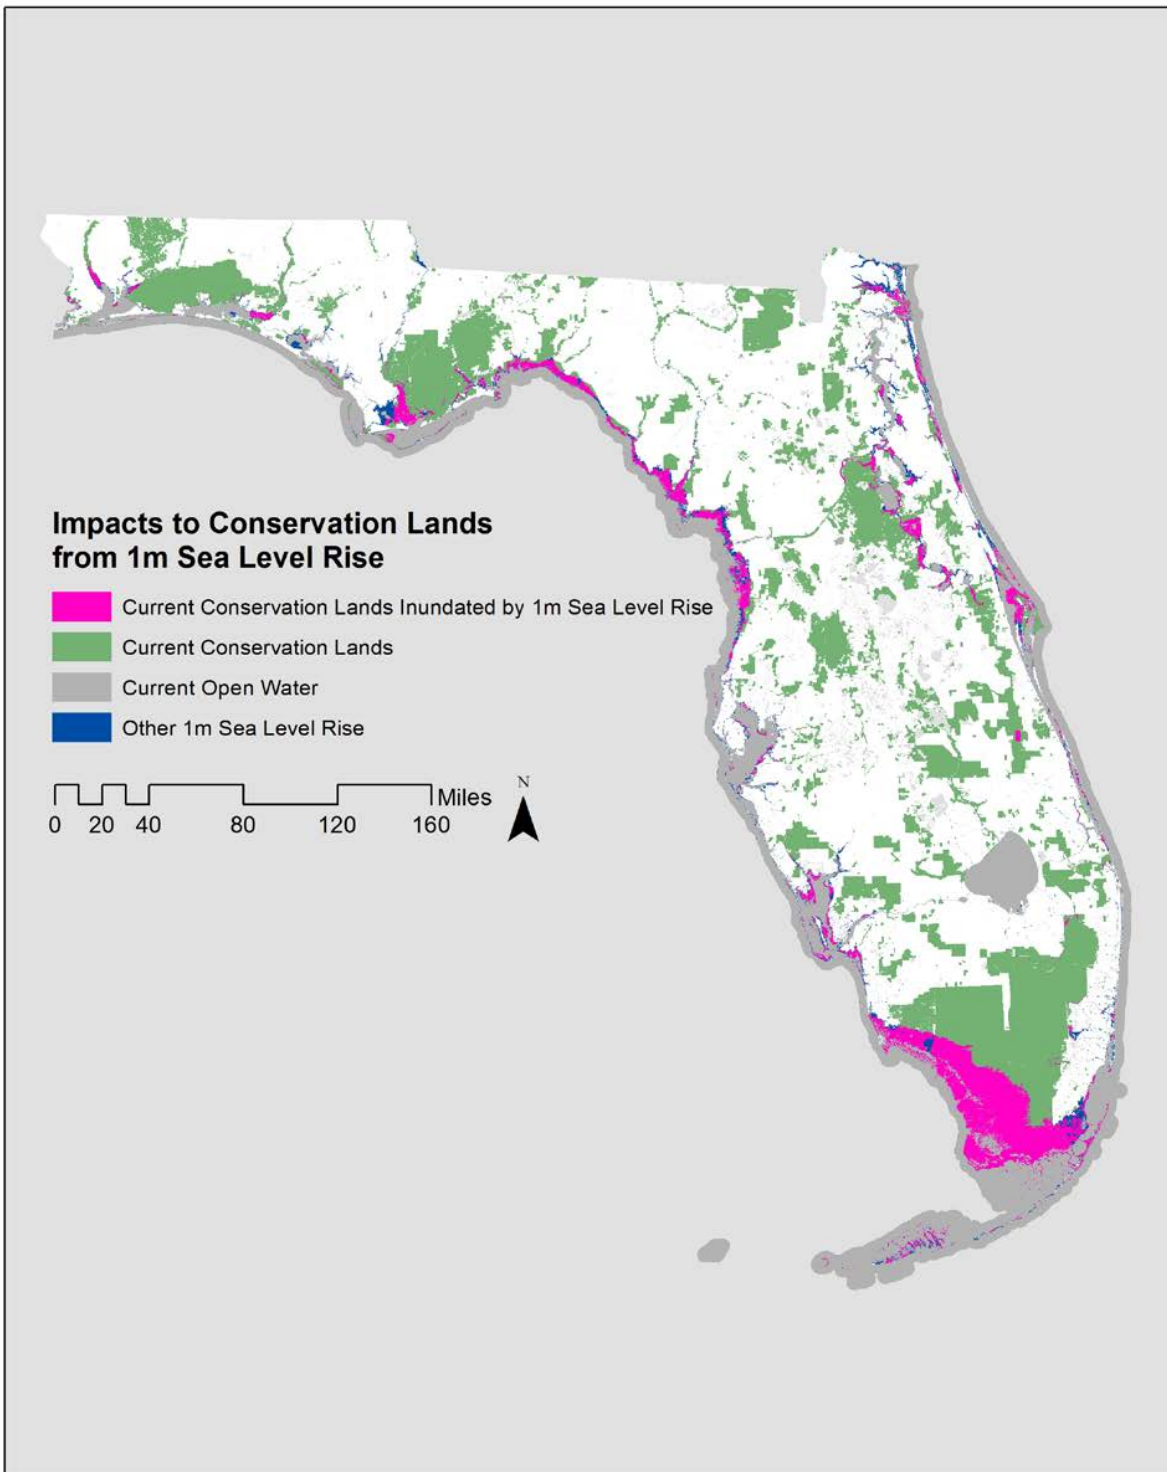 Impacts to Conservation Lands
from 1m Sea Level Rise
Current Conservation Lands Inundated by 1m Sea Level Rise
Current Conservation Lands
Current Open Water
Other 1m Sea Level Rise
Miles
0 20 40 80 120 160
N